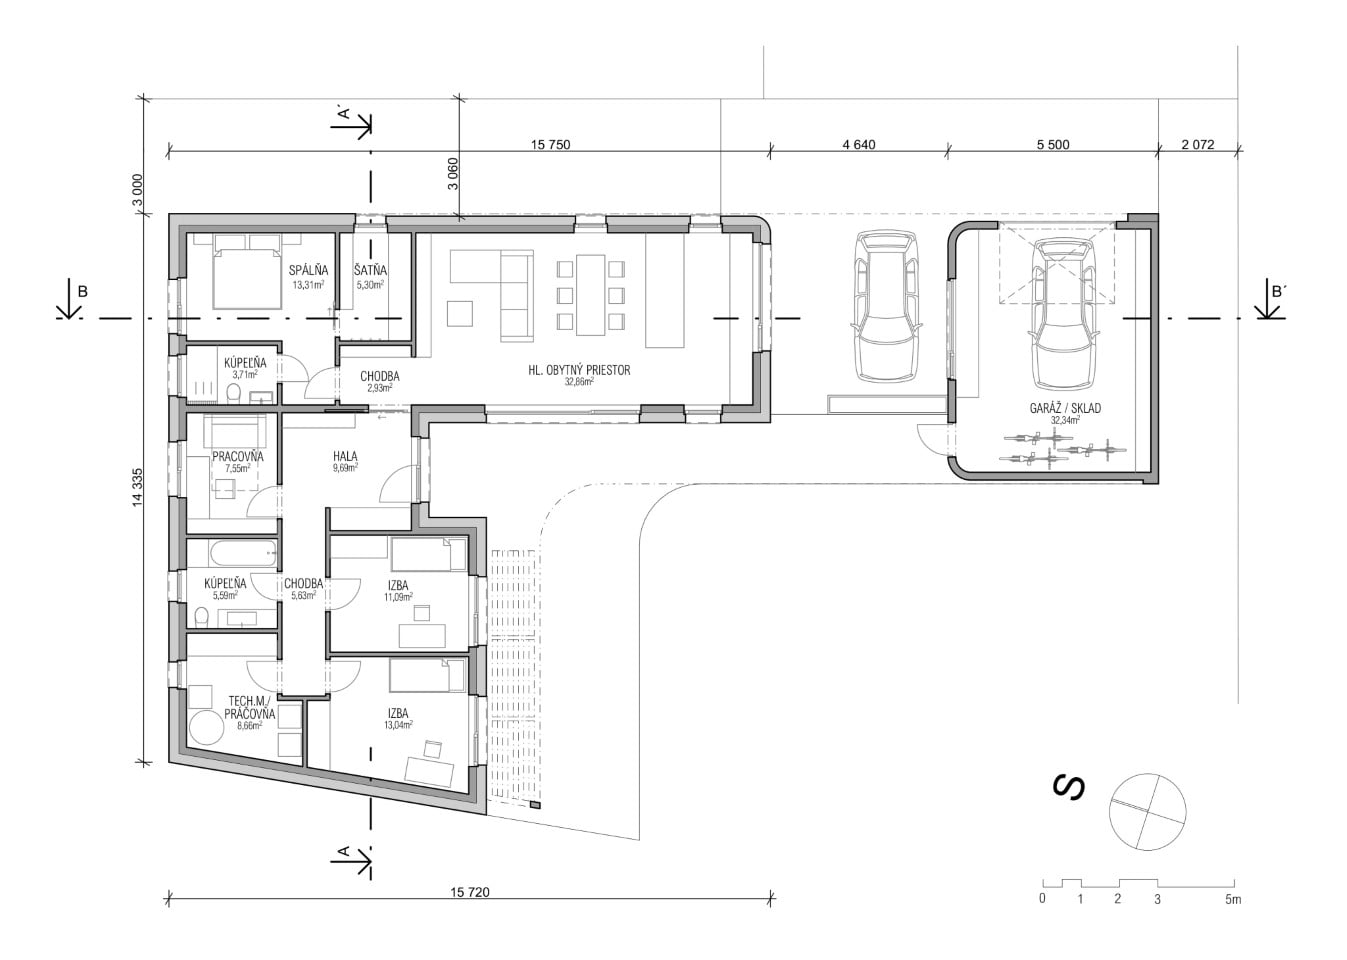 A´
15 750
4 640
5 500
2 072
3 000
3 060
B
B´
SPÁLŇA
13,31m²
ŠATŇA
5,30m²
KÚPEĽŇA
3,71m²
CHODBA
2,93m²
HL. OBYTNÝ PRIESTOR
32,86m²
GARÁŽ / SKLAD
32,34m²
PRACOVŇA
7,55m²
HALA
9,69m²
14 335
KÚPEĽŇA
5,59m²
CHODBA
5,63m²
IZBA
11,09m²
TECH.M./
PRÁČOVŇA
8,66m²
IZBA
13,04m²
S
A
15 720
0 1 2 3 5m